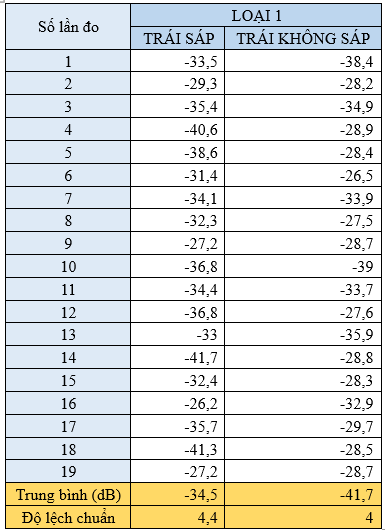 Số lần đo LOẠI 1
TRÁI SÁP TRÁI KHÔNG SÁP
1 -33,5 -38,4
2 -29,3 -28,2
3 -35,4 -34,9
4 -40,6 -28,9
5 -38,6 -28,4
6 -31,4 -26,5
7 -34,1 -33,9
8 -32,3 -27,5
9 -27,2 -28,7
10 -36,8 -39
11 -34,4 -33,7
12 -36,8 -27,6
13 -33 -35,9
14 -41,7 -28,8
15 -32,4 -28,3
16 -26,2 -32,9
17 -35,7 -29,7
18 -41,3 -28,5
19 -27,2 -28,7
Trung bình (dB) -34,5 -41,7
Độ lệch chuẩn 4,4 4